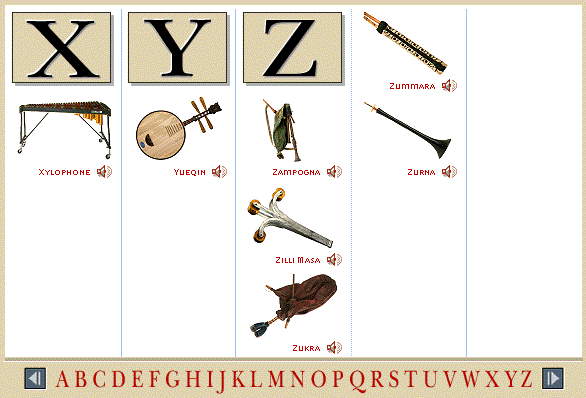 X
Y
Z
Xylophone
Yueqin
Zampogna
Zilli Masa
Zukra
Zummara
Zurna
A B C D E F G H I J K L M N O P Q R S T U V W X Y Z